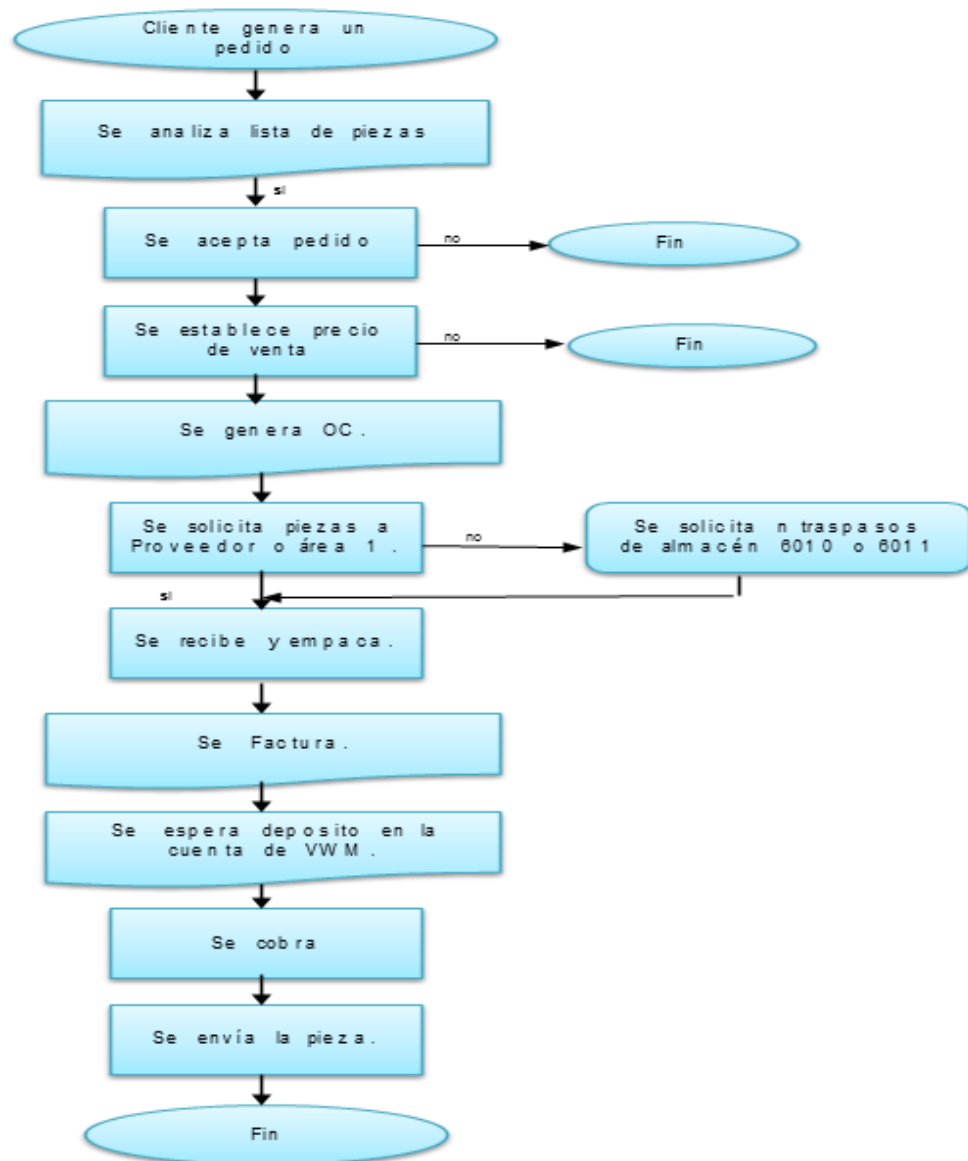 Cliente genera un
pedido
Se analiza lista de piezas
si
Se acepta pedido
no
Fin
Se establece precio
de venta
no
Fin
Se genera OC.
Se solicita piezas a
Proveedor o área 1.
no
Se solicita n traspasos
de almacén 6010 o 6011
si
Se recibe y empaca.
Se Factura.
Se espera deposito en la
cuenta de VWM.
Se cobra
Se envía la pieza.
Fin